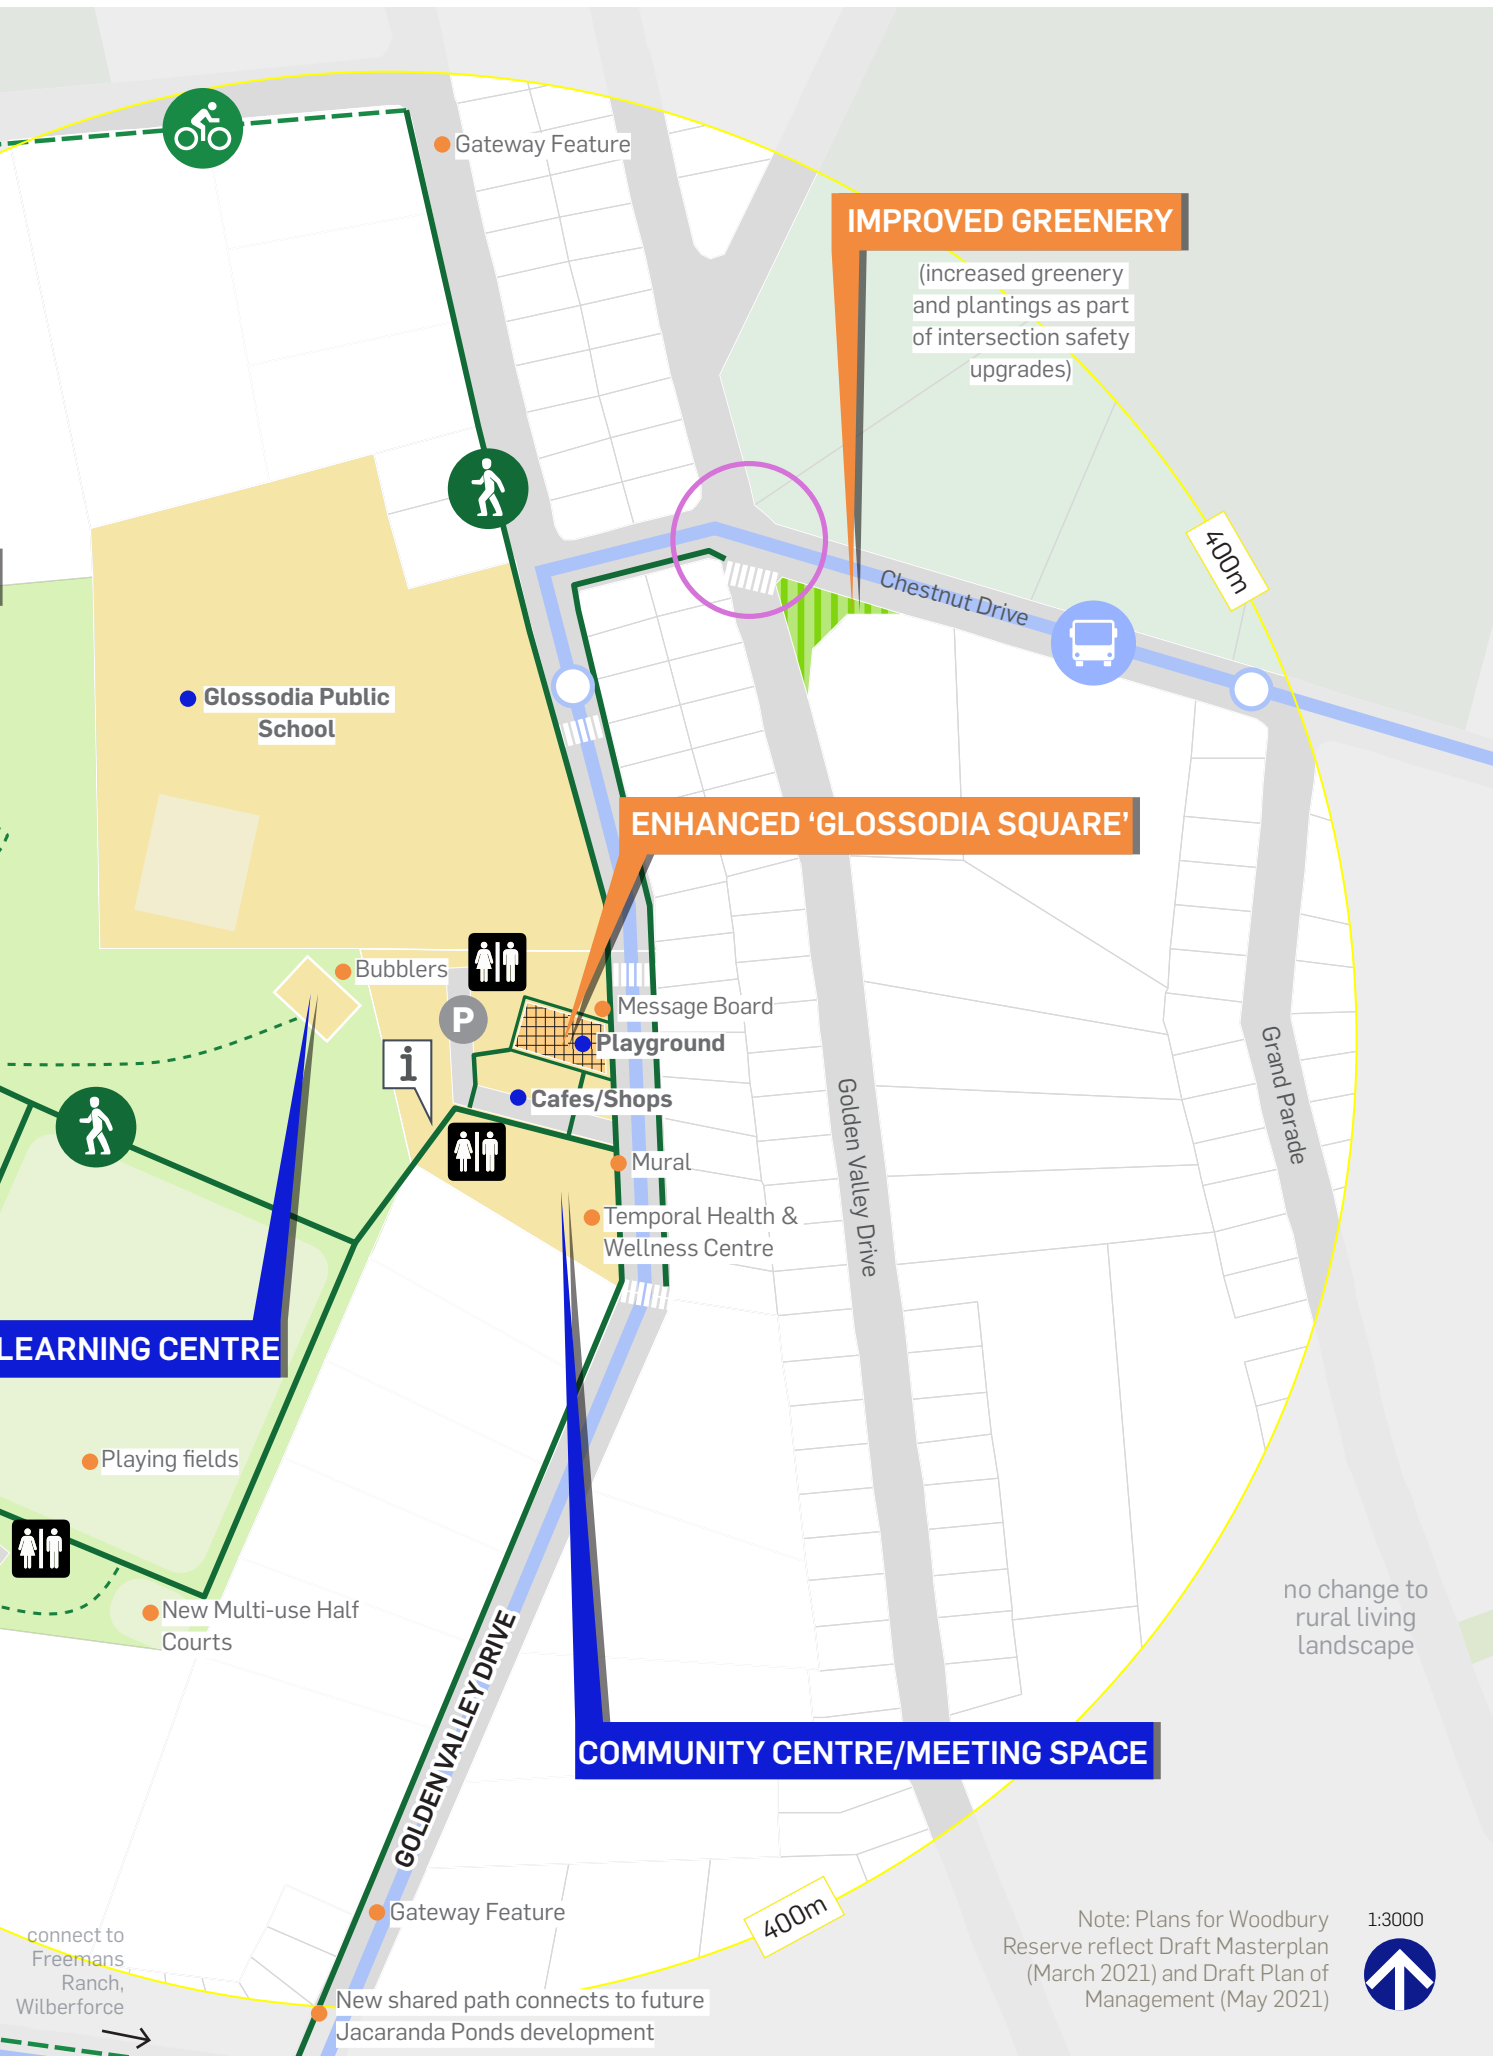 Gateway Feature
IMPROVED GREENERY
(increased greenery
and plantings as part
of intersection safety
upgrades)
400m
Chestnut Drive
Glossodia Public
School
ENHANCED ‘GLOSSODIA SQUARE’
Bubblers
Message Board
P
Playground
i
Cafes/Shops
Golden Valley Drive
Grand Parade
Mural
Temporal Health &
Wellness Centre
LEARNING CENTRE
Playing fields
New Multi-use Half
Courts
no change to
rural living
landscape
GOLDEN VALLEY DRIVE
COMMUNITY CENTRE/MEETING SPACE
Gateway Feature
400m
connect to
Freemans
Ranch,
Wilberforce
New shared path connects to future
Jacaranda Ponds development
Note: Plans for Woodbury
Reserve reflect Draft Masterplan
(March 2021) and Draft Plan of
Management (May 2021)
1:3000